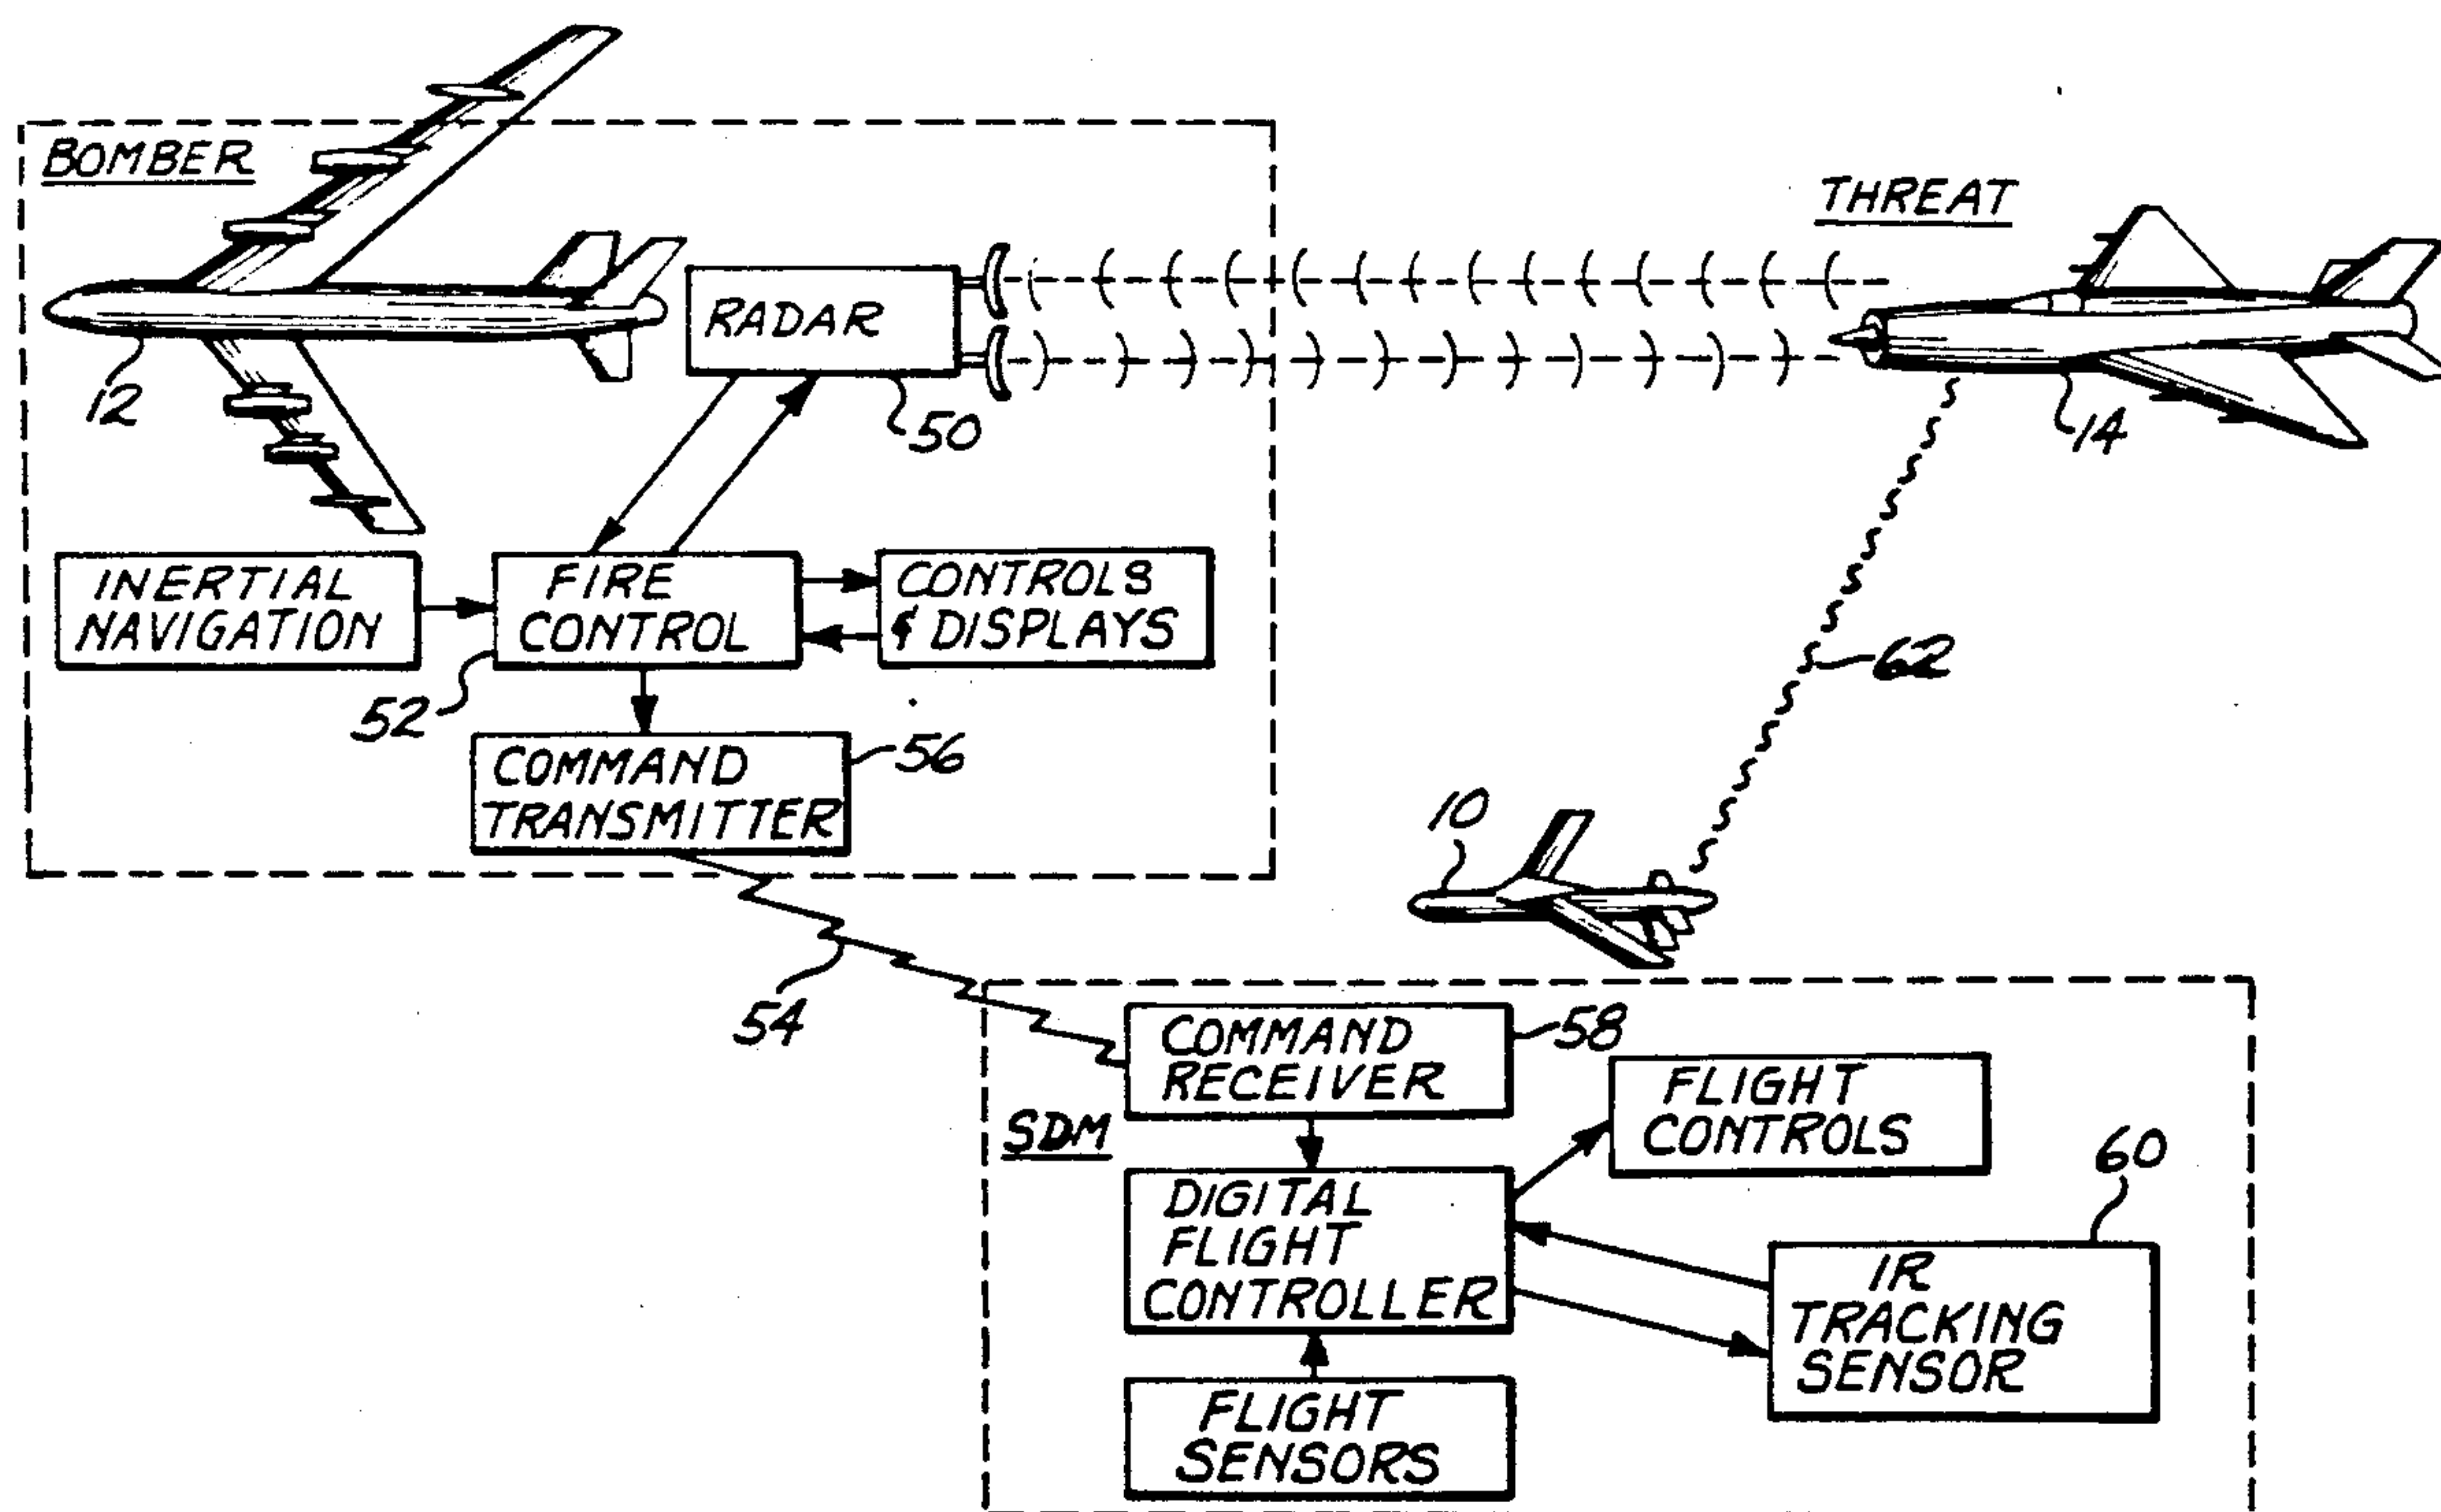 BOMBER
THREAT
RADAR
12
50
14
INERTIAL
NAVIGATION
FIRE
CONTROL
CONTROLS
& DISPLAYS
52
62
COMMAND
TRANSMITTER
56
10
54
COMMAND
RECEIVER
58
SDM
FLIGHT
CONTROLS
60
DIGITAL
FLIGHT
CONTROLLER
IR
TRACKING
SENSOR
FLIGHT
SENSORS